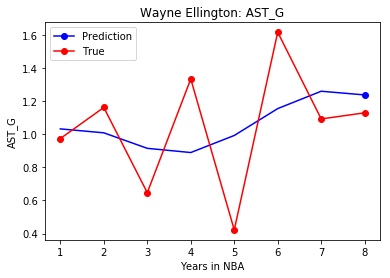 Wayne Ellington: AST_G
Prediction
True
AST_G
1.6
1.4
1.2
1.0
0.8
0.6
0.4
1 2 3 4 5 6 7 8
Years in NBA